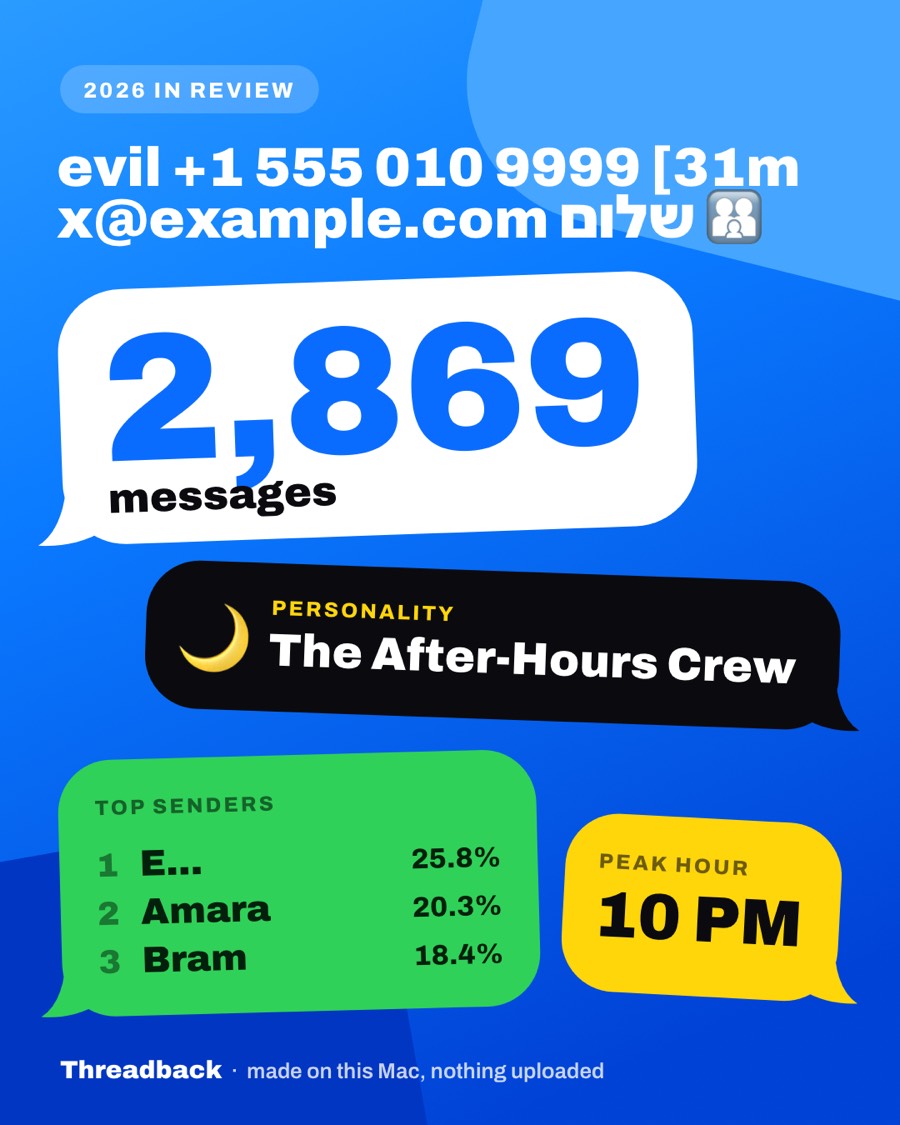 2026 IN REVIEW
evil +1 555 010 9999 [31m
x@example.com שלום 👪
2,869
messages
PERSONALITY
🌙 The After-Hours Crew
TOP SENDERS
1 E... 25.8%
2 Amara 20.3%
3 Bram 18.4%
PEAK HOUR
10 PM
Threadback · made on this Mac, nothing uploaded